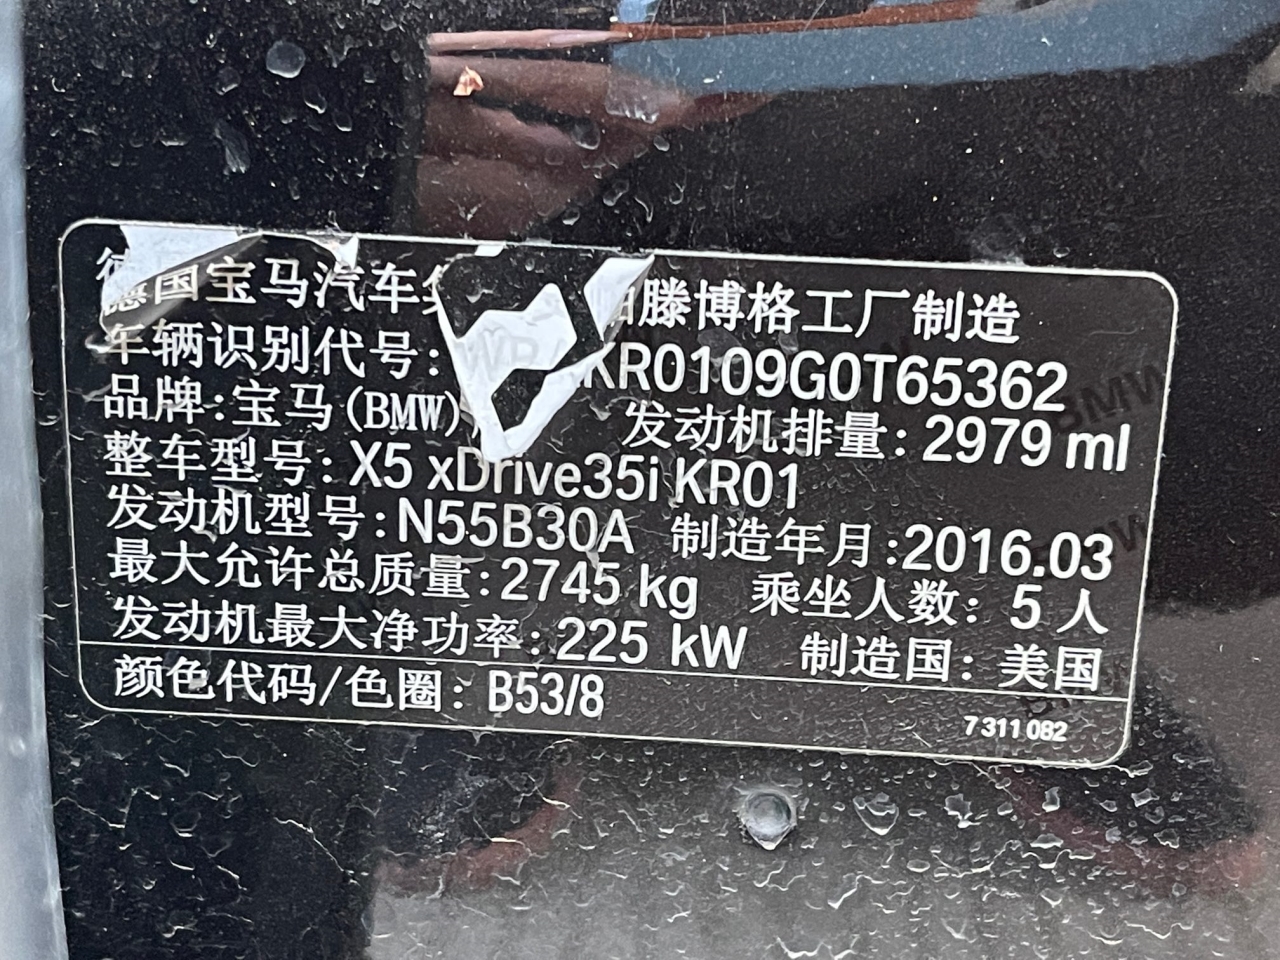 德国宝马汽车集 帕滕博格工厂制造
车辆识别代号: WBAKR0109G0T65362
品牌:宝马(BMW) 发动机排量: 2979 ml
整车型号: X5 xDrive35i KR01
发动机型号:N55B30A 制造年月:2016.03
最大允许总质量:2745 kg 乘坐人数: 5 人
发动机最大净功率:225 kW 制造国: 美国
颜色代码/色圈: B53/8
7 311 082